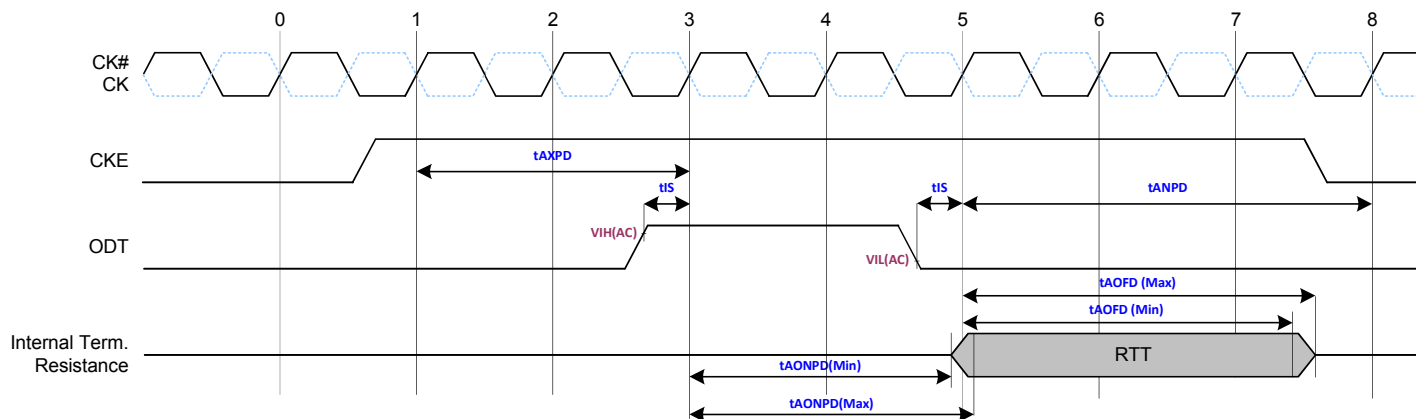 0 1 2 3 4 5 6 7 8
CK#
CK
CKE
tAXPD
tIS
tIS
tANPD
ODT
VIH(AC)
VIL(AC)
tAOFD (Max)
tAOFD (Min)
Internal Term.
Resistance
RTT
tAONPD(Min)
tAONPD(Max)